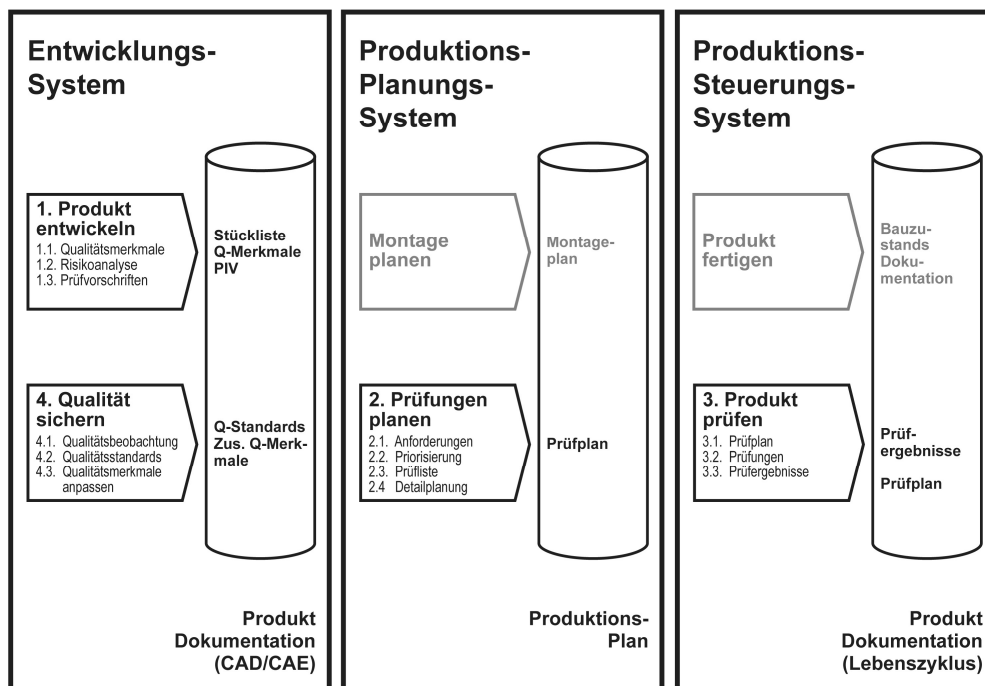 Entwicklungs-
System
1. Produkt
entwickeln
1.1. Qualitätsmerkmale
1.2. Risikoanalyse
1.3. Prüfvorschriften
Stückliste
Q-Merkmale
PIV
4. Qualität
sichern
4.1. Qualitätsbeobachtung
4.2. Qualitätsstandards
4.3. Qualitätsmerkmale
anpassen
Q-Standards
Zus. Q-Merk-
male
Produkt
Dokumentation
(CAD/CAE)
Produktions-
Planungs-
System
Montage
planen
Montage-
plan
2. Prüfungen
planen
2.1. Anforderungen
2.2. Priorisierung
2.3. Prüfliste
2.4 Detailplanung
Prüfplan
Produktions-
Plan
Produktions-
Steuerungs-
System
Produkt
fertigen
Bauzu-
stands
Doku-
mentation
3. Produkt
prüfen
3.1. Prüfplan
3.2. Prüfungen
3.3. Prüfergebnisse
Prüf-
ergebnisse
Prüfplan
Produkt
Dokumentation
(Lebenszyklus)